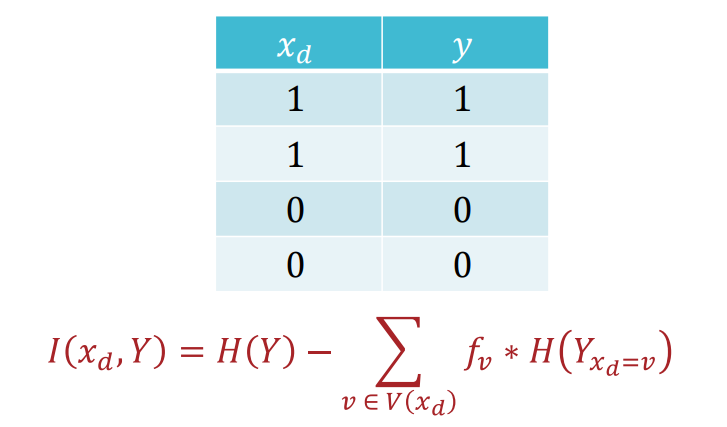 x_d y
1 1
1 1
0 0
0 0
I(x_d, Y) = H(Y) − ∑_{v ∈ V(x_d)} f_v * H(Y_{x_d=v})